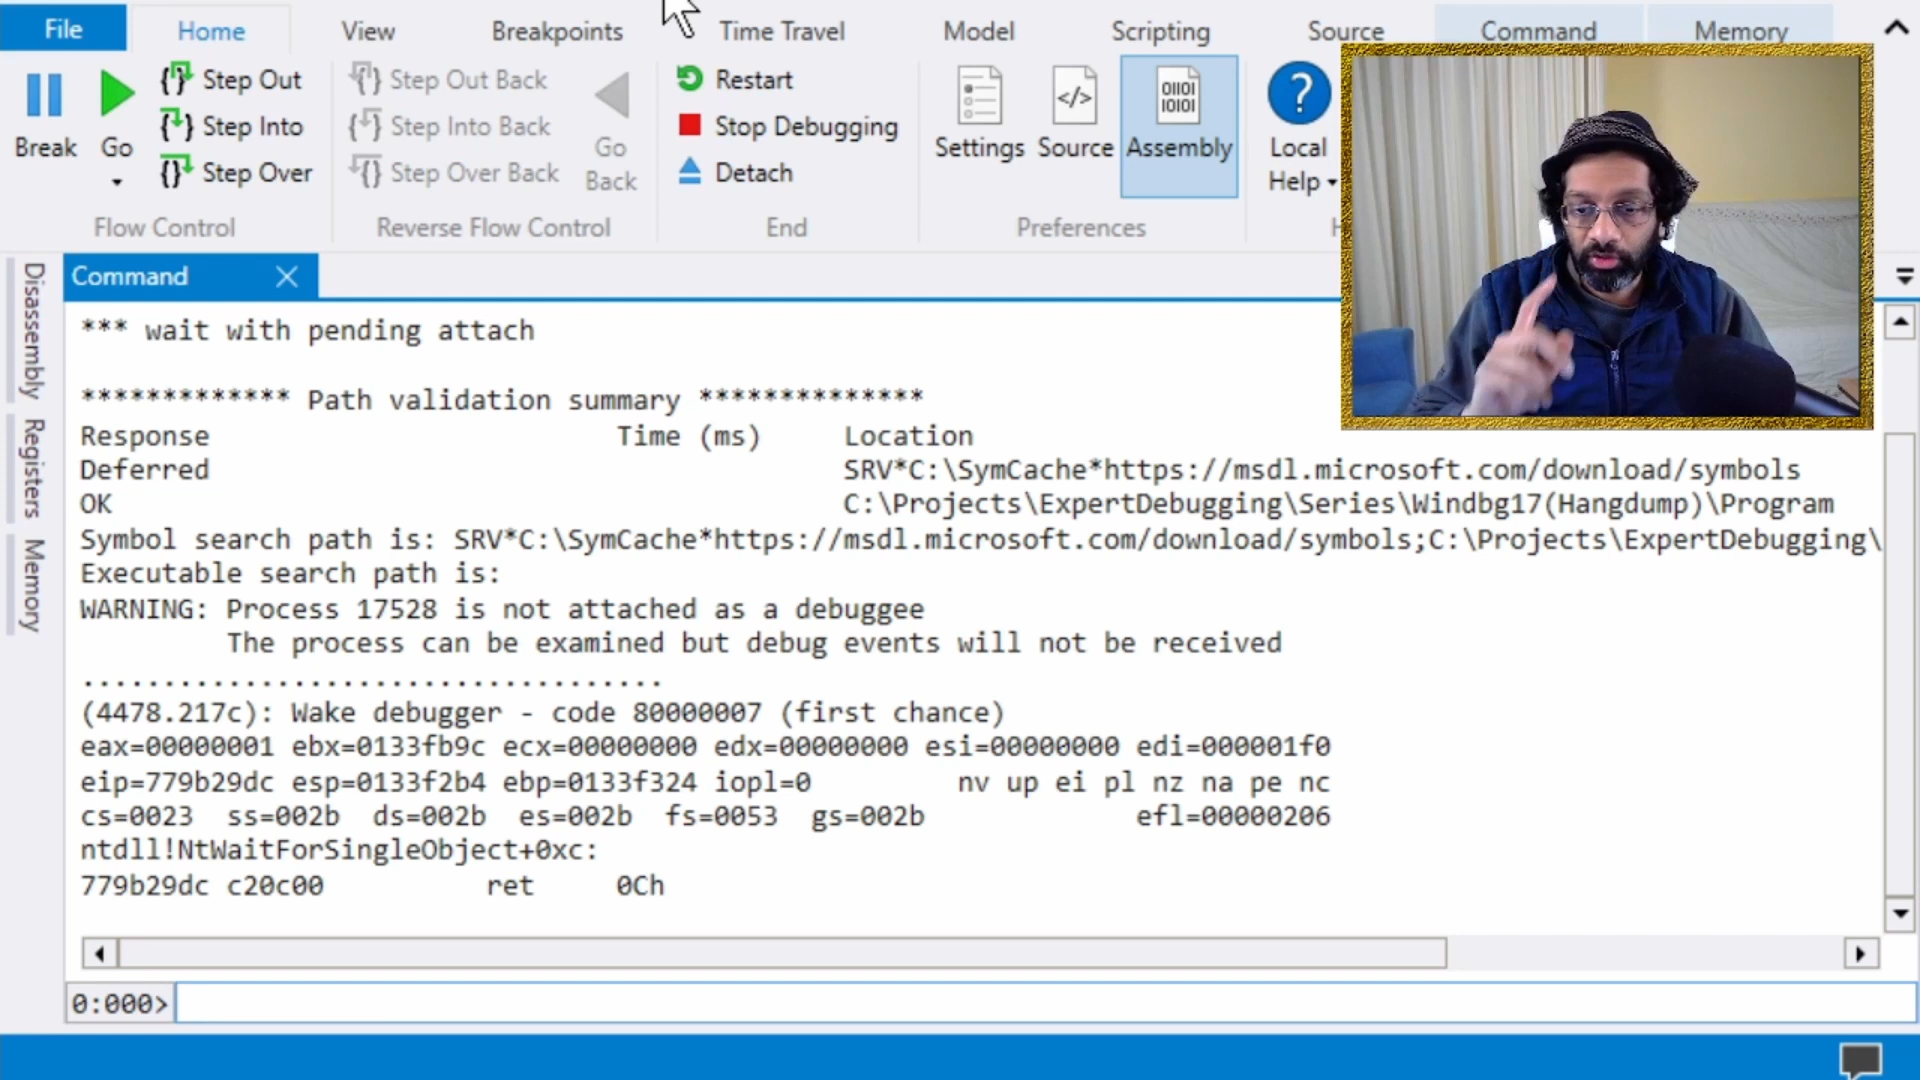 File Home View Breakpoints Time Travel Model Scripting Source Command Memory
Break
Go
Step Out
Step Into
Step Over
Flow Control
Step Out Back
Step Into Back
Step Over Back
Go Back
Reverse Flow Control
Restart
Stop Debugging
Detach
End
Settings
Source
Assembly
Preferences
Local
Help
Disassembly
Registers
Memory
Command
*** wait with pending attach
************* Path validation summary **************
Response Time (ms) Location
Deferred SRV*C:\SymCache*https://msdl.microsoft.com/download/symbols
OK C:\Projects\ExpertDebugging\Series\Windbg17(Hangdump)\Program
Symbol search path is: SRV*C:\SymCache*https://msdl.microsoft.com/download/symbols;C:\Projects\ExpertDebugging\
Executable search path is:
WARNING: Process 17528 is not attached as a debuggee
The process can be examined but debug events will not be received
....................................
(4478.217c): Wake debugger - code 80000007 (first chance)
eax=00000001 ebx=0133fb9c ecx=00000000 edx=00000000 esi=00000000 edi=000001f0
eip=779b29dc esp=0133f2b4 ebp=0133f324 iopl=0 nv up ei pl nz na pe nc
cs=0023 ss=002b ds=002b es=002b fs=0053 gs=002b efl=00000206
ntdll!NtWaitForSingleObject+0xc:
779b29dc c20c00 ret 0Ch
0:000>